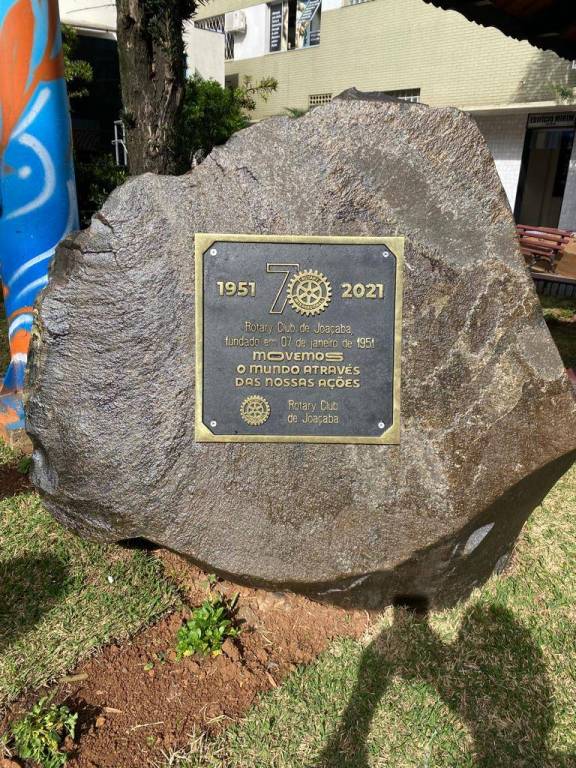 1951 70 2021
Rotary Club de Joaçaba,
fundado em 07 de janeiro de 1951
MOVEMOS
O MUNDO ATRAVÉS
DAS NOSSAS AÇÕES
Rotary Club
de Joaçaba